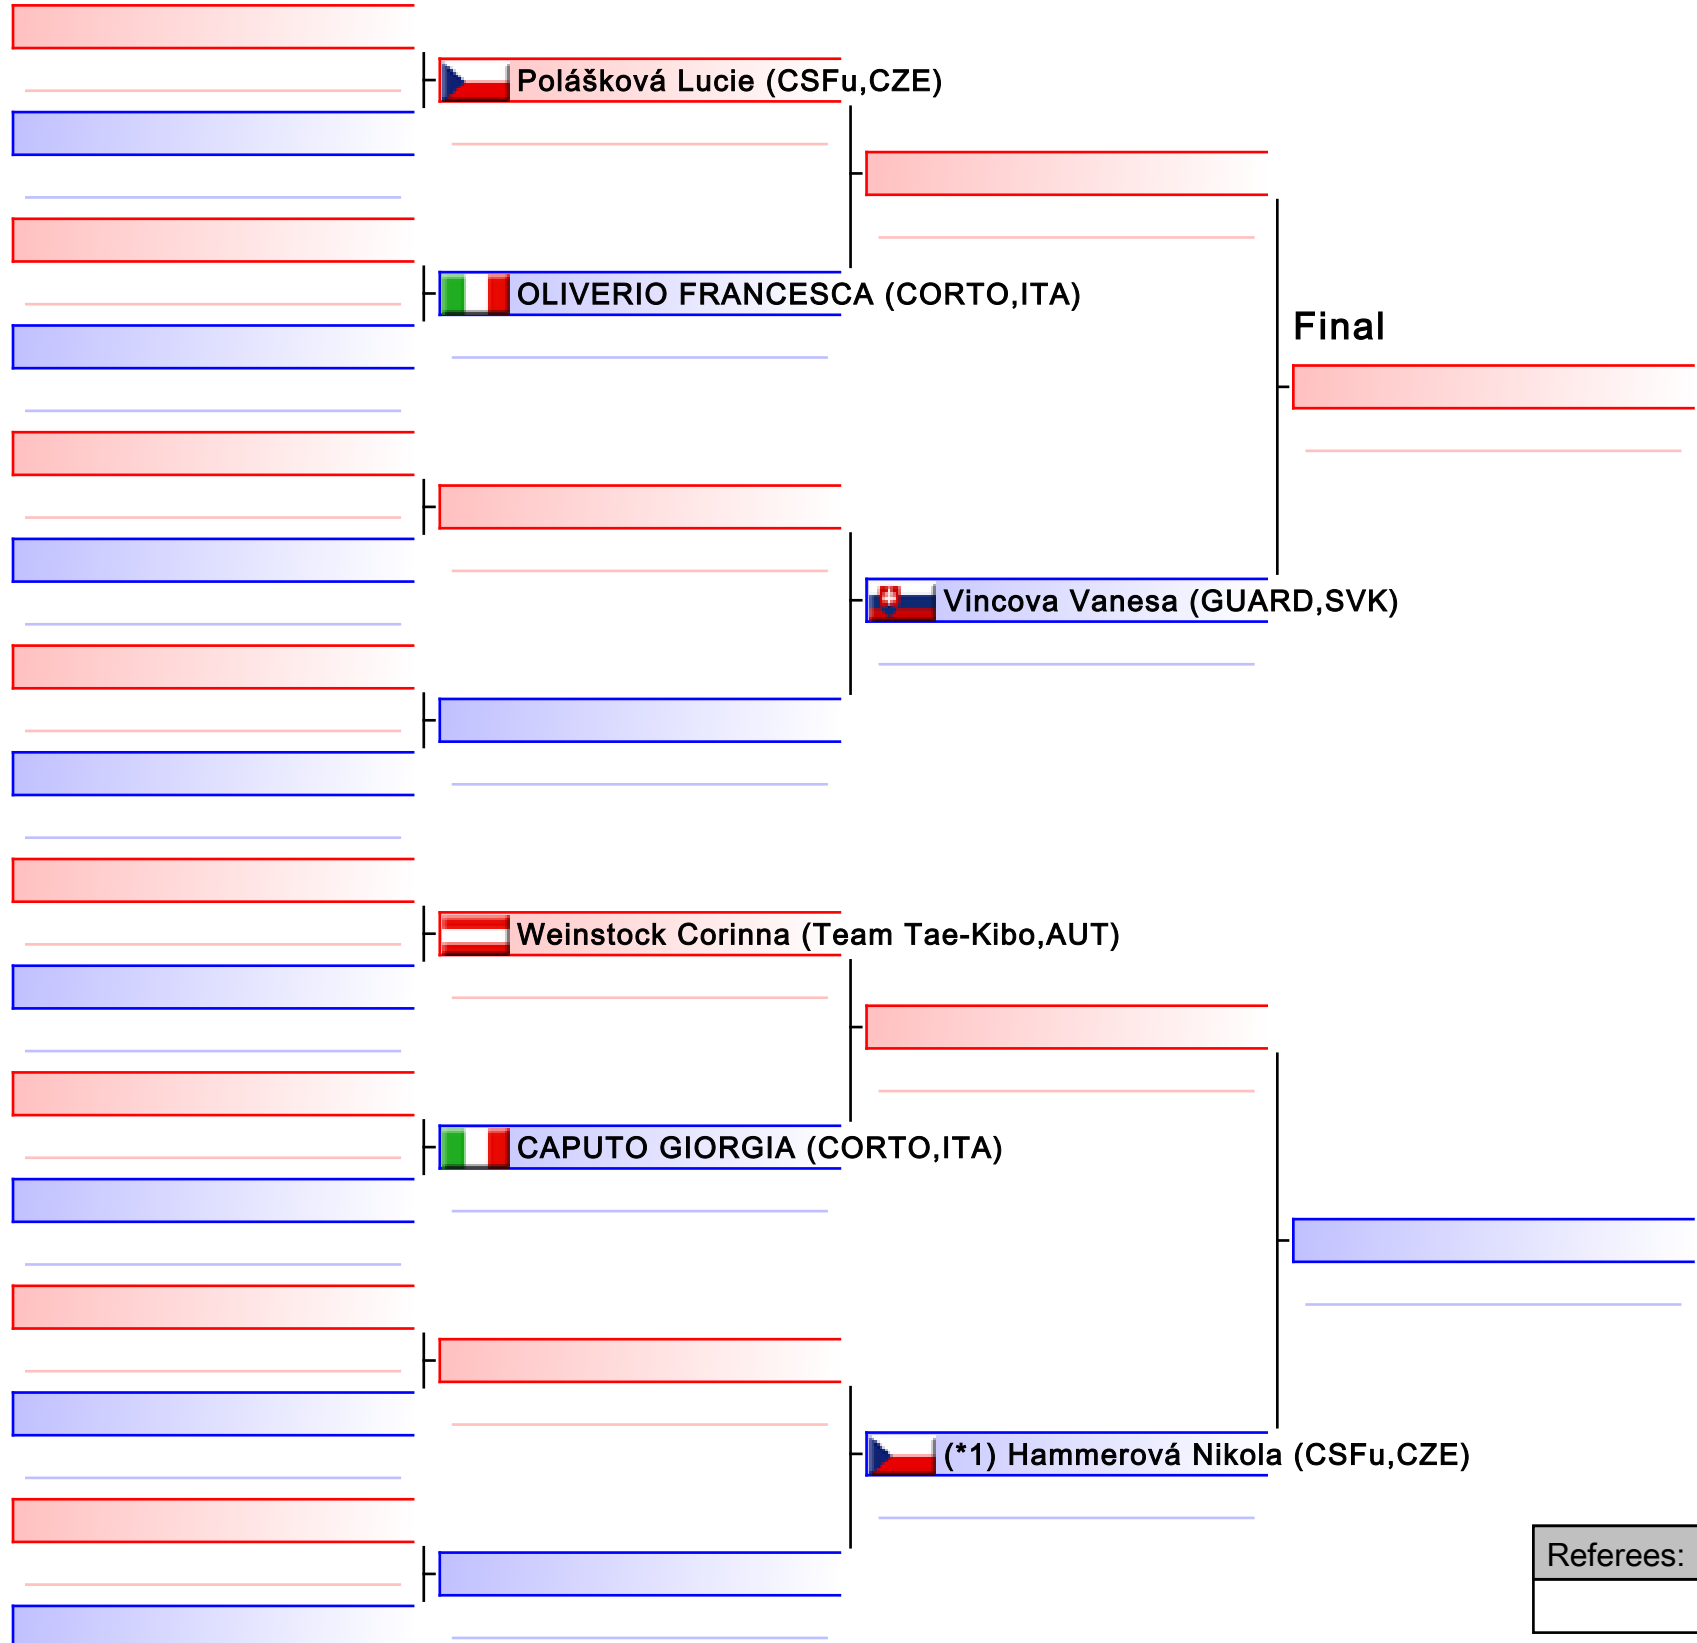 Polášková Lucie (CSFu,CZE)
OLIVERIO FRANCESCA (CORTO,ITA)
Final
Vincova Vanesa (GUARD,SVK)
Weinstock Corinna (Team Tae-Kibo,AUT)
CAPUTO GIORGIA (CORTO,ITA)
(*1) Hammerová Nikola (CSFu,CZE)
Referees: